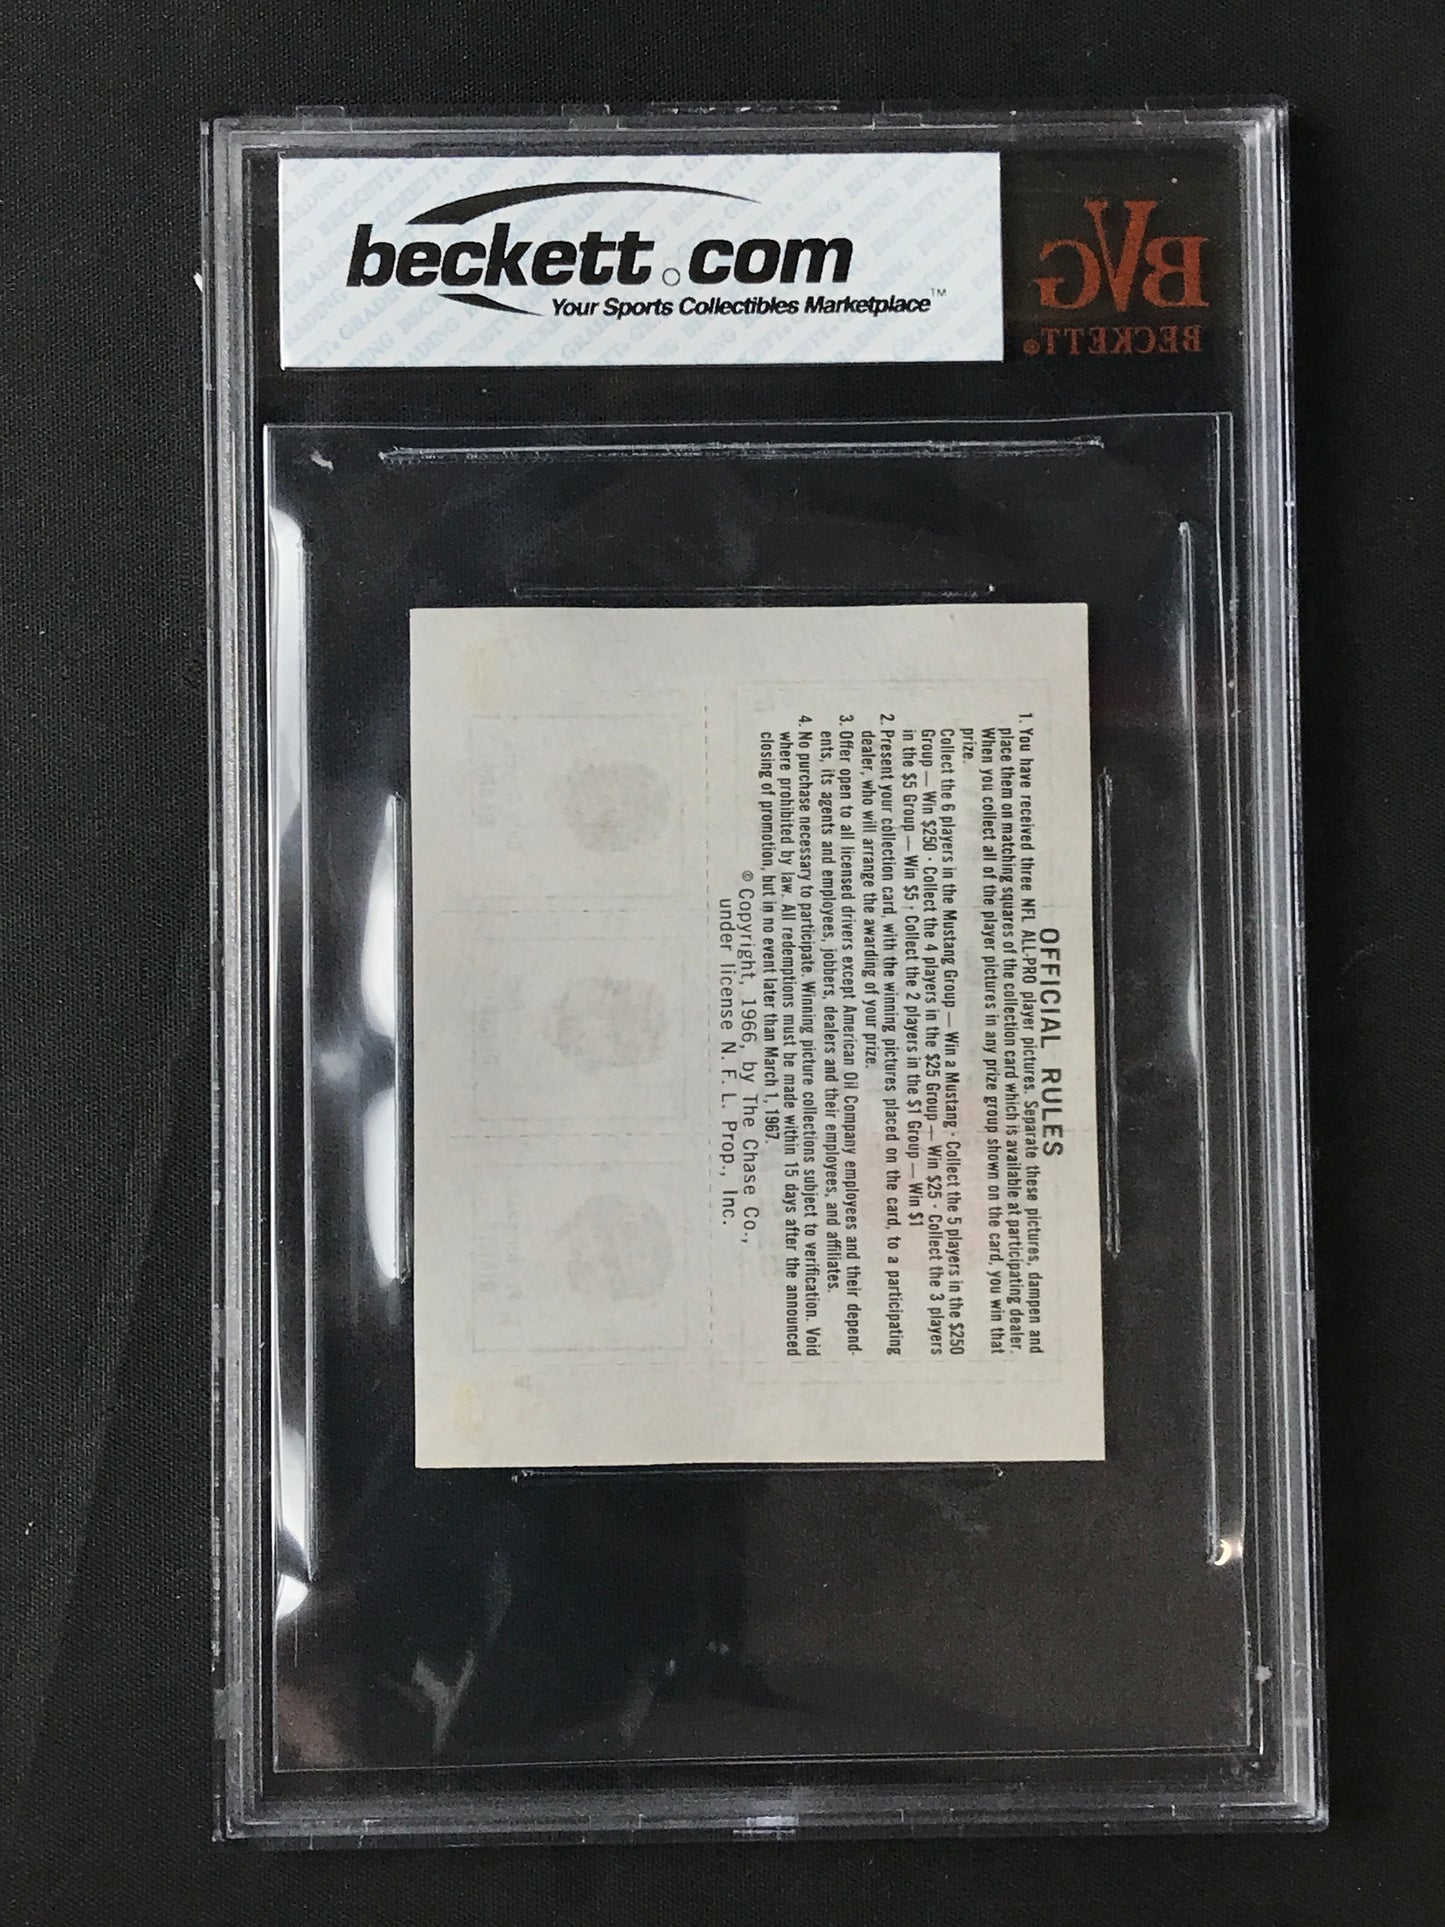 beckett.com
Your Sports Collectibles Marketplace™
BVG
BECKETT®
OFFICIAL RULES
1. You have received three NFL ALL-PRO player pictures. Separate these pictures, dampen and
place them on matching squares of the collection card which is available at participating dealer.
When you collect all of the player pictures in any prize group shown on the card, you win that
prize.
Collect the 6 players in the Mustang Group — Win a Mustang · Collect the 5 players in the $250
Group — Win $250 · Collect the 4 players in the $25 Group — Win $25 · Collect the 3 players
in the $5 Group — Win $5 · Collect the 2 players in the $1 Group — Win $1
2. Present your collection card, with the winning pictures placed on the card, to a participating
dealer, who will arrange the awarding of your prize.
3. Offer open to all licensed drivers except American Oil Company employees and their depend-
ents, its agents and employees, jobbers, dealers and their employees, and affiliates.
4. No purchase necessary to participate. Winning picture collections subject to verification. Void
where prohibited by law. All redemptions must be made within 15 days after the announced
closing of promotion, but in no event later than March 1, 1967.
© Copyright, 1966, by The Chase Co.,
under license N. F. L. Prop., Inc.